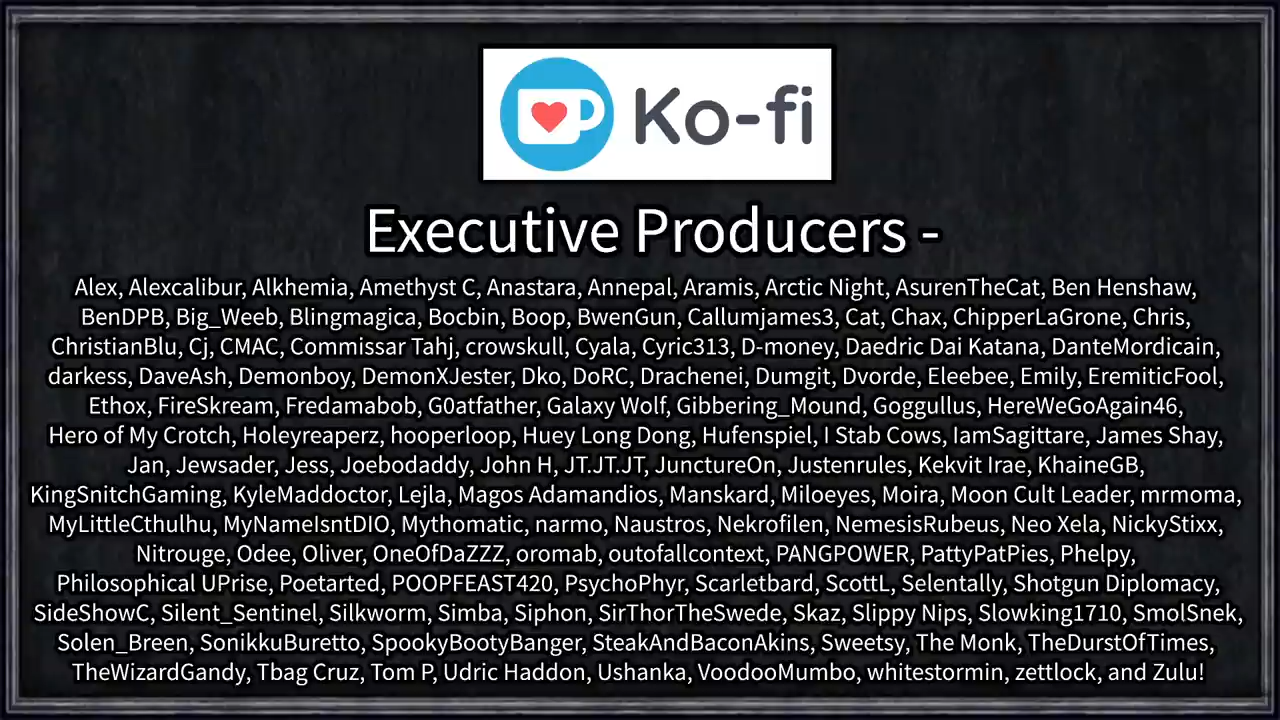 Ko-fi
Executive Producers -
Alex, Alexcalibur, Alkhemia, Amethyst C, Anastara, Annepal, Aramis, Arctic Night, AsurenTheCat, Ben Henshaw,
BenDPB, Big_Weeb, Blingmagica, Bocbin, Boop, BwenGun, Callumjames3, Cat, Chax, ChipperLaGrone, Chris,
ChristianBlu, Cj, CMAC, Commissar Tahj, crowskull, Cyala, Cyric313, D-money, Daedric Dai Katana, DanteMordicain,
darkess, DaveAsh, Demonboy, DemonXJester, Dko, DoRC, Drachenei, Dumgit, Dvorde, Eleebee, Emily, EremiticFool,
Ethox, FireSkream, Fredamabob, G0atfather, Galaxy Wolf, Gibbering_Mound, Goggullus, HereWeGoAgain46,
Hero of My Crotch, Holeyreaperz, hooperloop, Huey Long Dong, Hufenspiel, I Stab Cows, IamSagittare, James Shay,
Jan, Jewsader, Jess, Joebodaddy, John H, JT.JT.JT, JunctureOn, Justenrules, Kekvit Irae, KhaineGB,
KingSnitchGaming, KyleMaddoctor, Lejla, Magos Adamandios, Manskard, Miloeyes, Moira, Moon Cult Leader, mrmoma,
MyLittleCthulhu, MyNameIsntDIO, Mythomatic, narmo, Naustros, Nekrofilen, NemesisRubeus, Neo Xela, NickyStixx,
Nitrouge, Odee, Oliver, OneOfDaZZZ, oromab, outofallcontext, PANGPOWER, PattyPatPies, Phelpy,
Philosophical UPrise, Poetarted, POOPFEAST420, PsychoPhyr, Scarletbard, ScottL, Selentally, Shotgun Diplomacy,
SideShowC, Silent_Sentinel, Silkworm, Simba, Siphon, SirThorTheSwede, Skaz, Slippy Nips, Slowking1710, SmolSnek,
Solen_Breen, SonikkuBuretto, SpookyBootyBanger, SteakAndBaconAkins, Sweetsy, The Monk, TheDurstOfTimes,
TheWizardGandy, Tbag Cruz, Tom P, Udric Haddon, Ushanka, VoodooMumbo, whitestormin, zettlock, and Zulu!